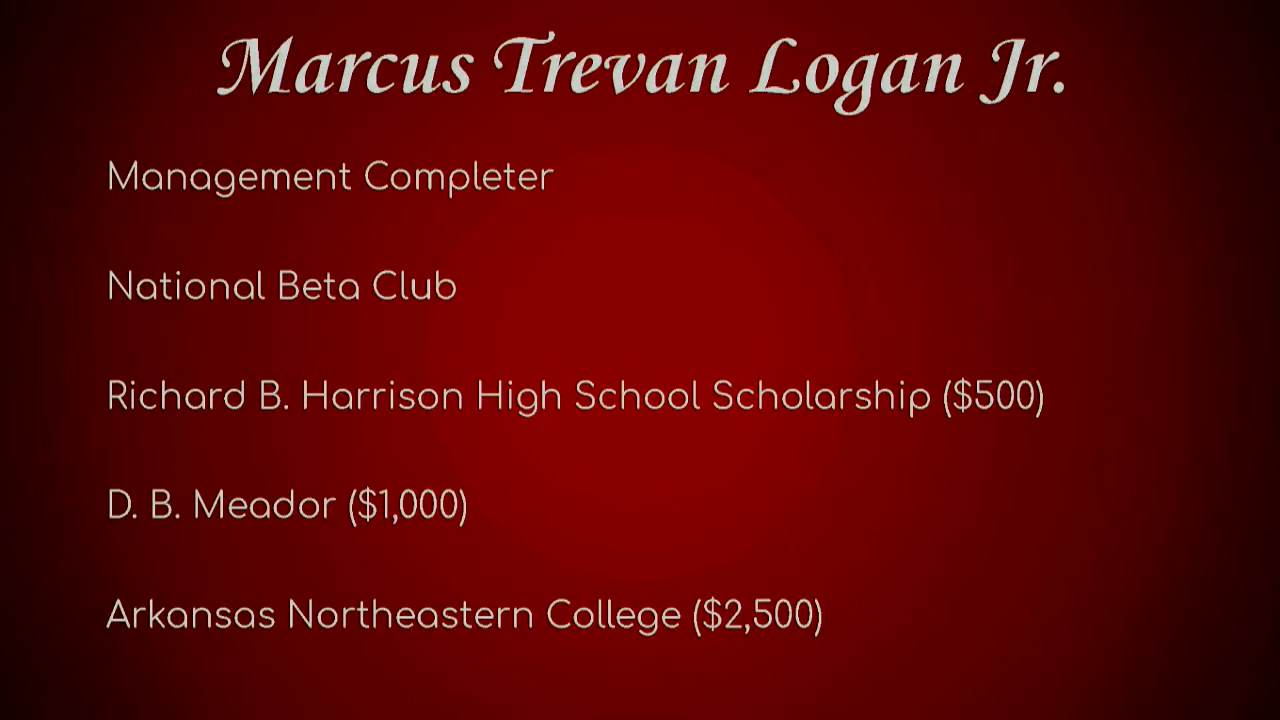 Marcus Trevan Logan Jr.
Management Completer
National Beta Club
Richard B. Harrison High School Scholarship ($500)
D. B. Meador ($1,000)
Arkansas Northeastern College ($2,500)